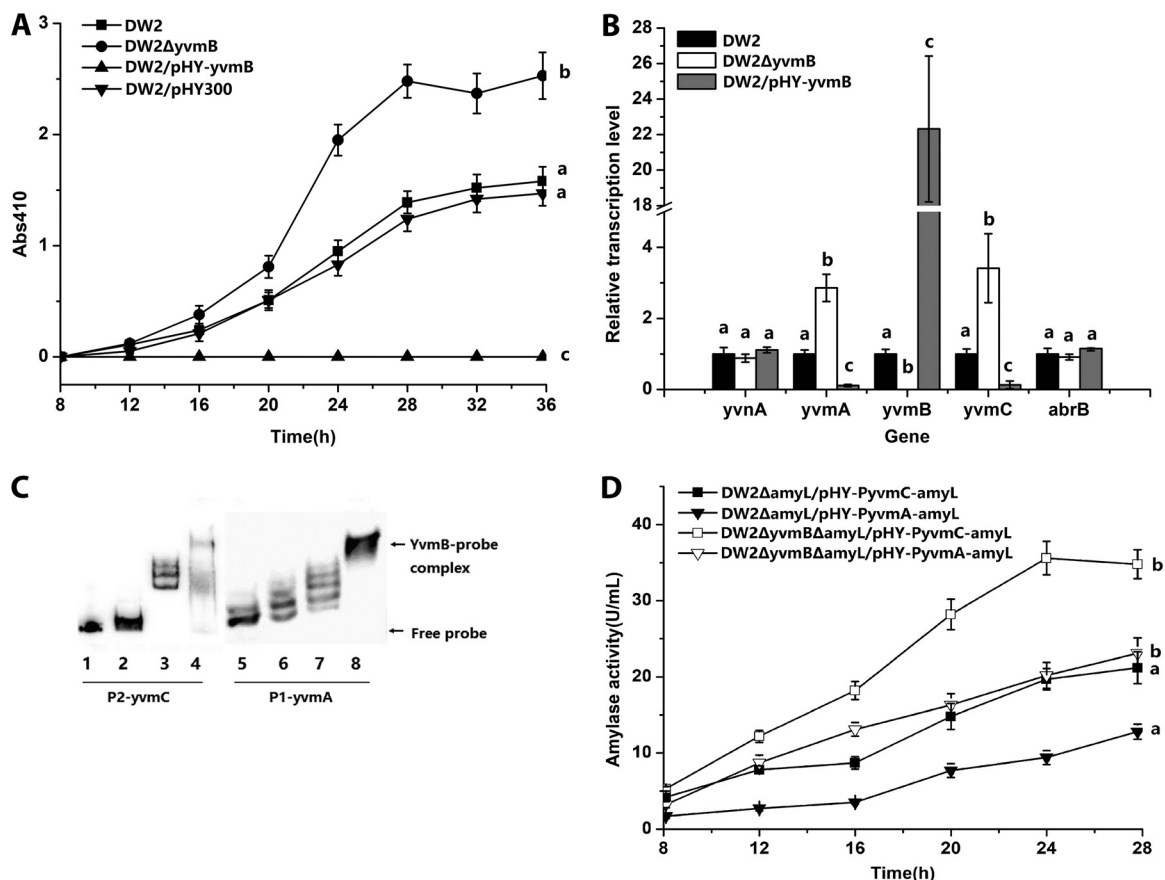 A
DW2
DW2ΔyvmB
DW2/pHY-yvmB
DW2/pHY300
3
2
1
0
b
a
a
c
Abs410
8 12 16 20 24 28 32 36
Time(h)
B
DW2
DW2ΔyvmB
DW2/pHY-yvmB
28
26
24
22
20
18
6
4
2
0
Relative transcription level
a a a
a b c
a b c
a b c
a a a
yvnA yvmA yvmB yvmC abrB
Gene
C
YvmB-probe
complex
Free probe
1 2 3 4 5 6 7 8
P2-yvmC P1-yvmA
D
DW2ΔamyL/pHY-PyvmC-amyL
DW2ΔamyL/pHY-PyvmA-amyL
DW2ΔyvmBΔamyL/pHY-PyvmC-amyL
DW2ΔyvmBΔamyL/pHY-PyvmA-amyL
40
30
20
10
0
b
b
a
a
Amylase activity(U/mL)
8 12 16 20 24 28
Time(h)